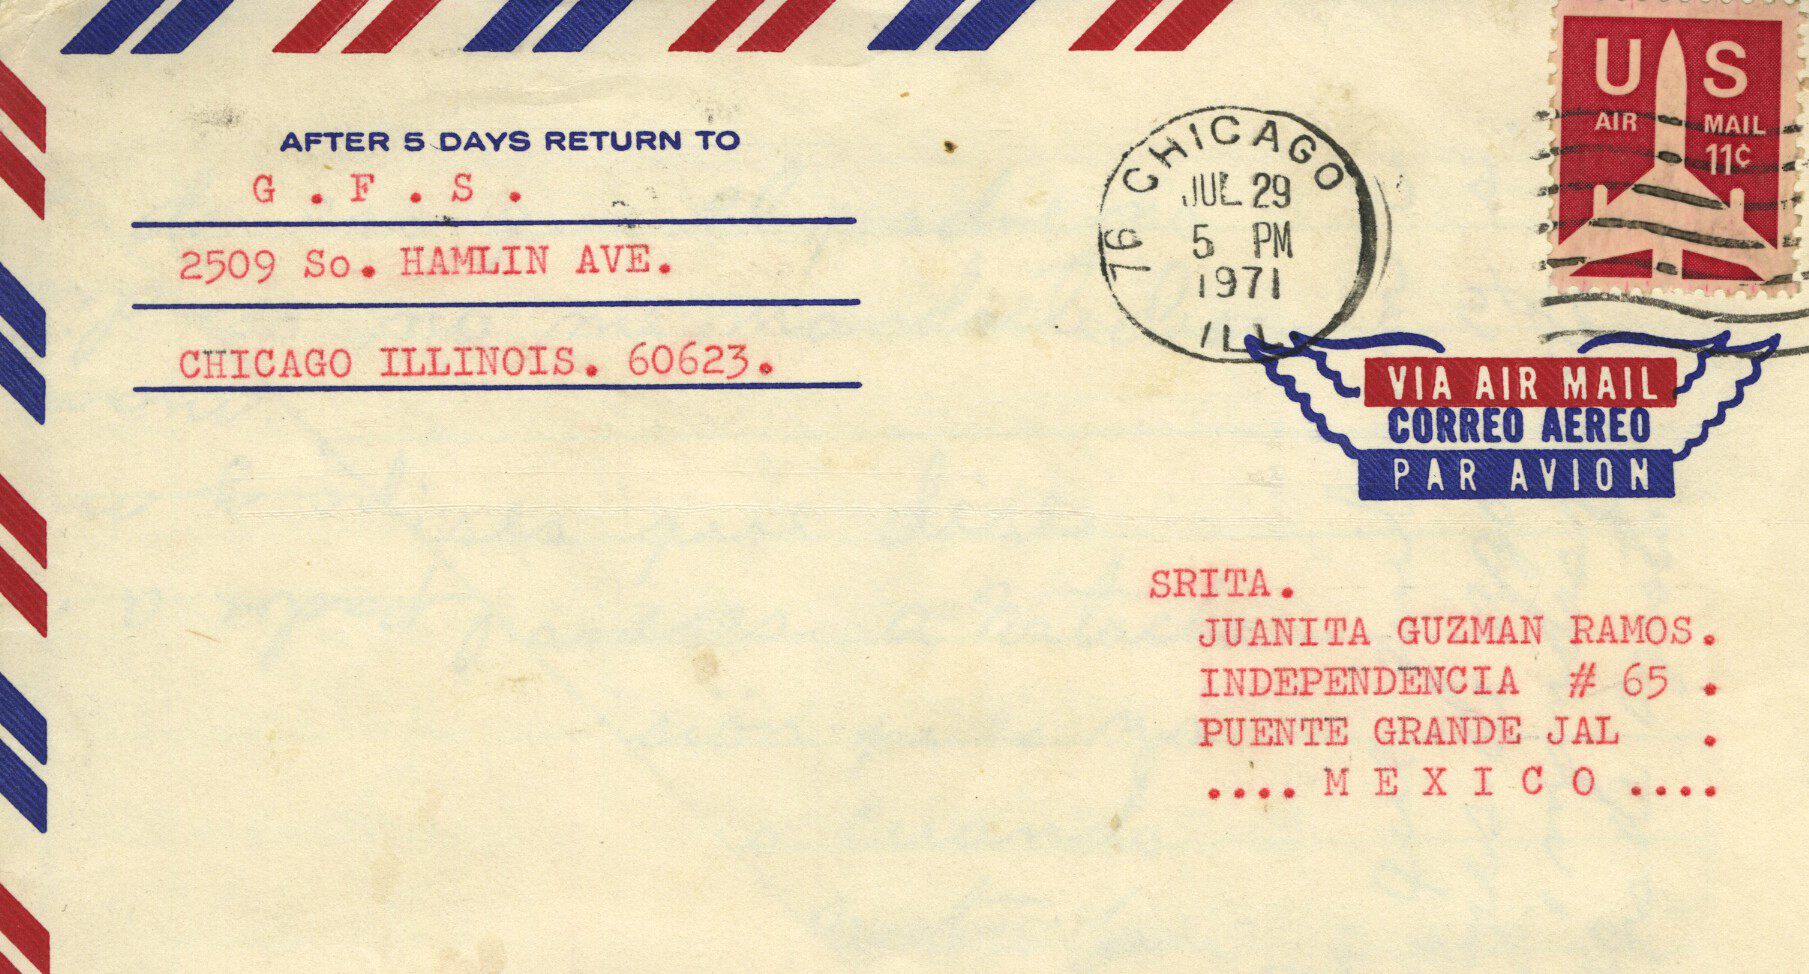 AFTER 5 DAYS RETURN TO
G . F . S .
2509 So. HAMLIN AVE.
CHICAGO ILLINOIS. 60623.
76 CHICAGO
JUL 29
5 PM
1971
ILL
U S
AIR MAIL
11¢
VIA AIR MAIL
CORREO AEREO
PAR AVION
SRITA.
JUANITA GUZMAN RAMOS.
INDEPENDENCIA # 65 .
PUENTE GRANDE JAL .
.... M E X I C O ....